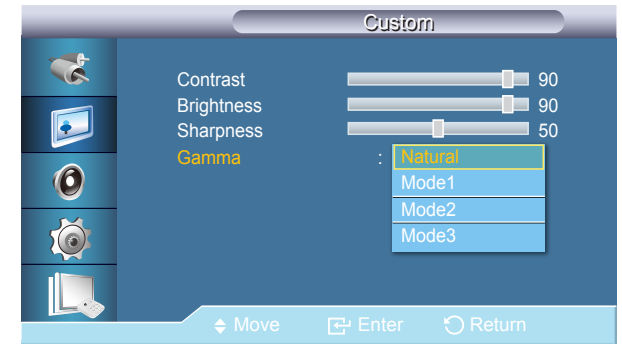 Custom
Contrast 90
Brightness 90
Sharpness 50
Gamma : Natural
Mode1
Mode2
Mode3
Move Enter Return